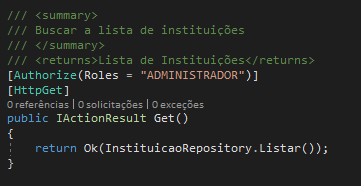 /// <summary>
/// Buscar a lista de instituições
/// </summary>
/// <returns>Lista de Instituições</returns>
[Authorize(Roles = "ADMINISTRADOR")]
[HttpGet]
0 referências | 0 solicitações | 0 exceções
public IActionResult Get()
{
    return Ok(InstituicaoRepository.Listar());
}